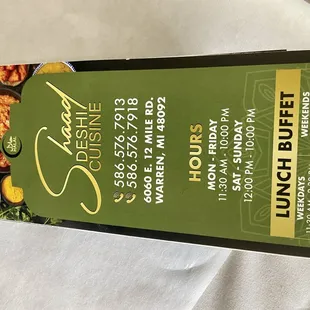 Shaad
DESHI
CUISINE
586.576.7913
586.576.7918
6060 E. 12 MILE RD.
WARREN, MI 48092
HOURS
MON - FRIDAY
11:30 AM - 10:00 PM
SAT - SUNDAY
12:00 PM - 10:00 PM
LUNCH BUFFET
WEEKDAYS
WEEKENDS